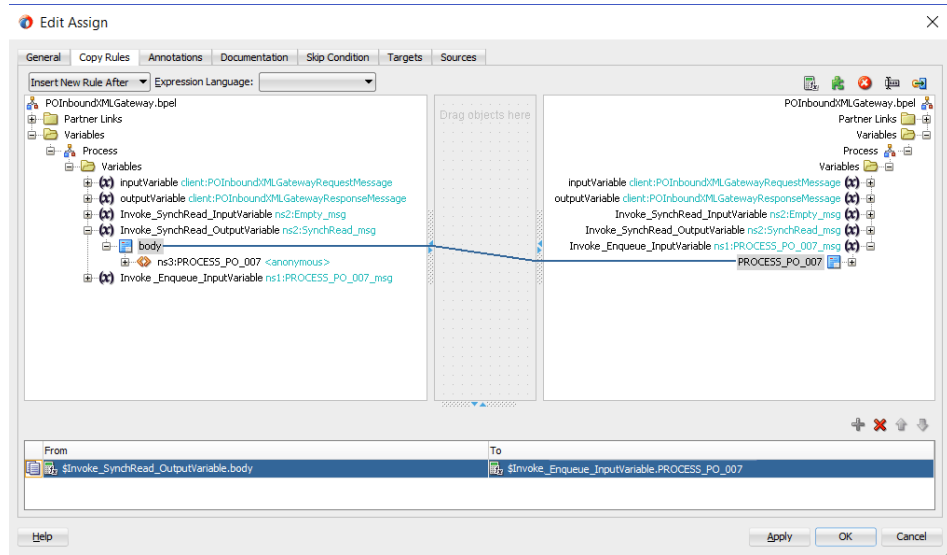 Edit Assign
General Copy Rules Annotations Documentation Skip Condition Targets Sources
Insert New Rule After Expression Language:
POInboundXMLGateway.bpel
Partner Links
Variables
Process
Variables
inputVariable client:POInboundXMLGatewayRequestMessage
outputVariable client:POInboundXMLGatewayResponseMessage
Invoke_SynchRead_InputVariable ns2:Empty_msg
Invoke_SynchRead_OutputVariable ns2:SynchRead_msg
body
ns3:PROCESS_PO_007 <anonymous>
Invoke_Enqueue_InputVariable ns1:PROCESS_PO_007_msg
Drag objects here
POInboundXMLGateway.bpel
Partner Links
Variables
Process
Variables
inputVariable client:POInboundXMLGatewayRequestMessage
outputVariable client:POInboundXMLGatewayResponseMessage
Invoke_SynchRead_InputVariable ns2:Empty_msg
Invoke_SynchRead_OutputVariable ns2:SynchRead_msg
Invoke_Enqueue_InputVariable ns1:PROCESS_PO_007_msg
PROCESS_PO_007
From To
$Invoke_SynchRead_OutputVariable.body $Invoke_Enqueue_InputVariable.PROCESS_PO_007
Help Apply OK Cancel